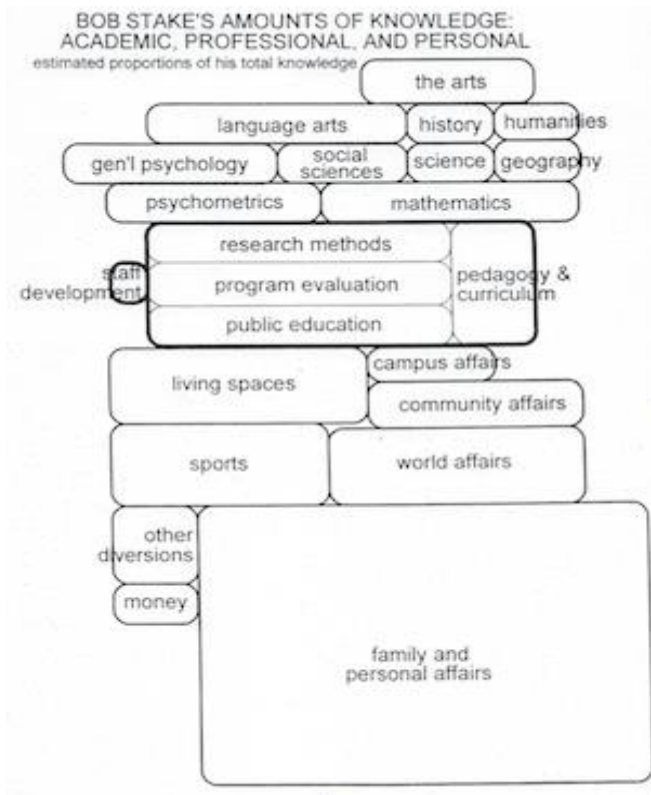 BOB STAKE'S AMOUNTS OF KNOWLEDGE:
ACADEMIC, PROFESSIONAL, AND PERSONAL
estimated proportions of his total knowledge
the arts
language arts
history
humanities
gen'l psychology
social
sciences
science
geography
psychometrics
mathematics
research methods
staff
development
program evaluation
pedagogy &
curriculum
public education
living spaces
campus affairs
community affairs
sports
world affairs
other
diversions
money
family and
personal affairs